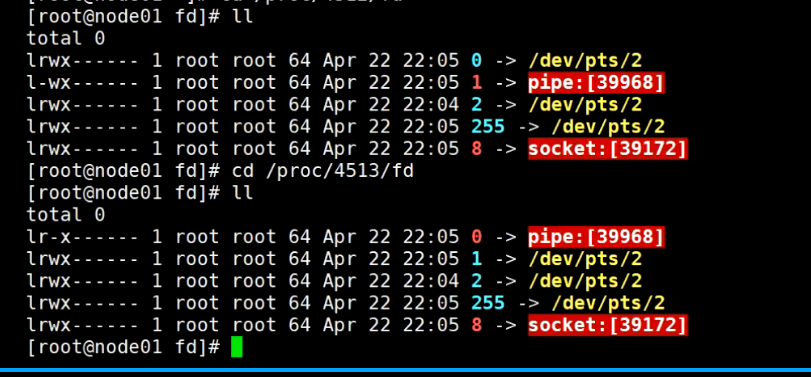 [root@node01 fd]# ll
total 0
lrwx------ 1 root root 64 Apr 22 22:05 0 -> /dev/pts/2
l-wx------ 1 root root 64 Apr 22 22:05 1 -> pipe:[39968]
lrwx------ 1 root root 64 Apr 22 22:04 2 -> /dev/pts/2
lrwx------ 1 root root 64 Apr 22 22:05 255 -> /dev/pts/2
lrwx------ 1 root root 64 Apr 22 22:05 8 -> socket:[39172]
[root@node01 fd]# cd /proc/4513/fd
[root@node01 fd]# ll
total 0
lr-x------ 1 root root 64 Apr 22 22:05 0 -> pipe:[39968]
lrwx------ 1 root root 64 Apr 22 22:05 1 -> /dev/pts/2
lrwx------ 1 root root 64 Apr 22 22:04 2 -> /dev/pts/2
lrwx------ 1 root root 64 Apr 22 22:05 255 -> /dev/pts/2
lrwx------ 1 root root 64 Apr 22 22:05 8 -> socket:[39172]
[root@node01 fd]#